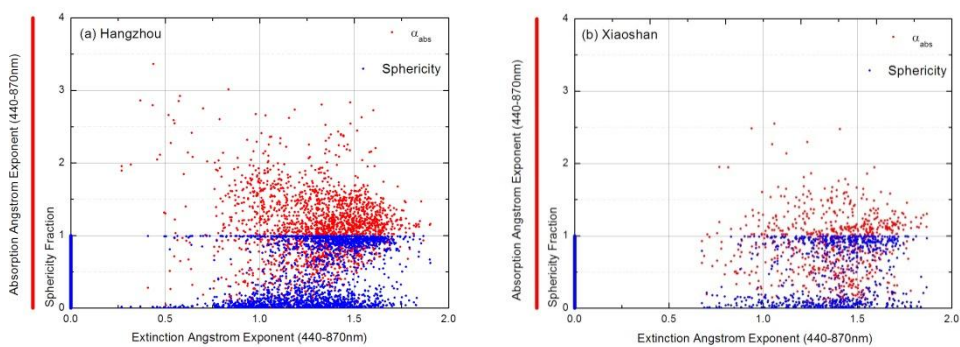 (a) Hangzhou
α_abs
Sphericity
4
3
2
1
0
0.0
0.5
1.0
1.5
2.0
Absorption Angstrom Exponent (440-870nm)
Sphericity Fraction
Extinction Angstrom Exponent (440-870nm)
(b) Xiaoshan
α_abs
Sphericity
4
3
2
1
0
0.0
0.5
1.0
1.5
2.0
Absorption Angstrom Exponent (440-870nm)
Sphericity Fraction
Extinction Angstrom Exponent (440-870nm)